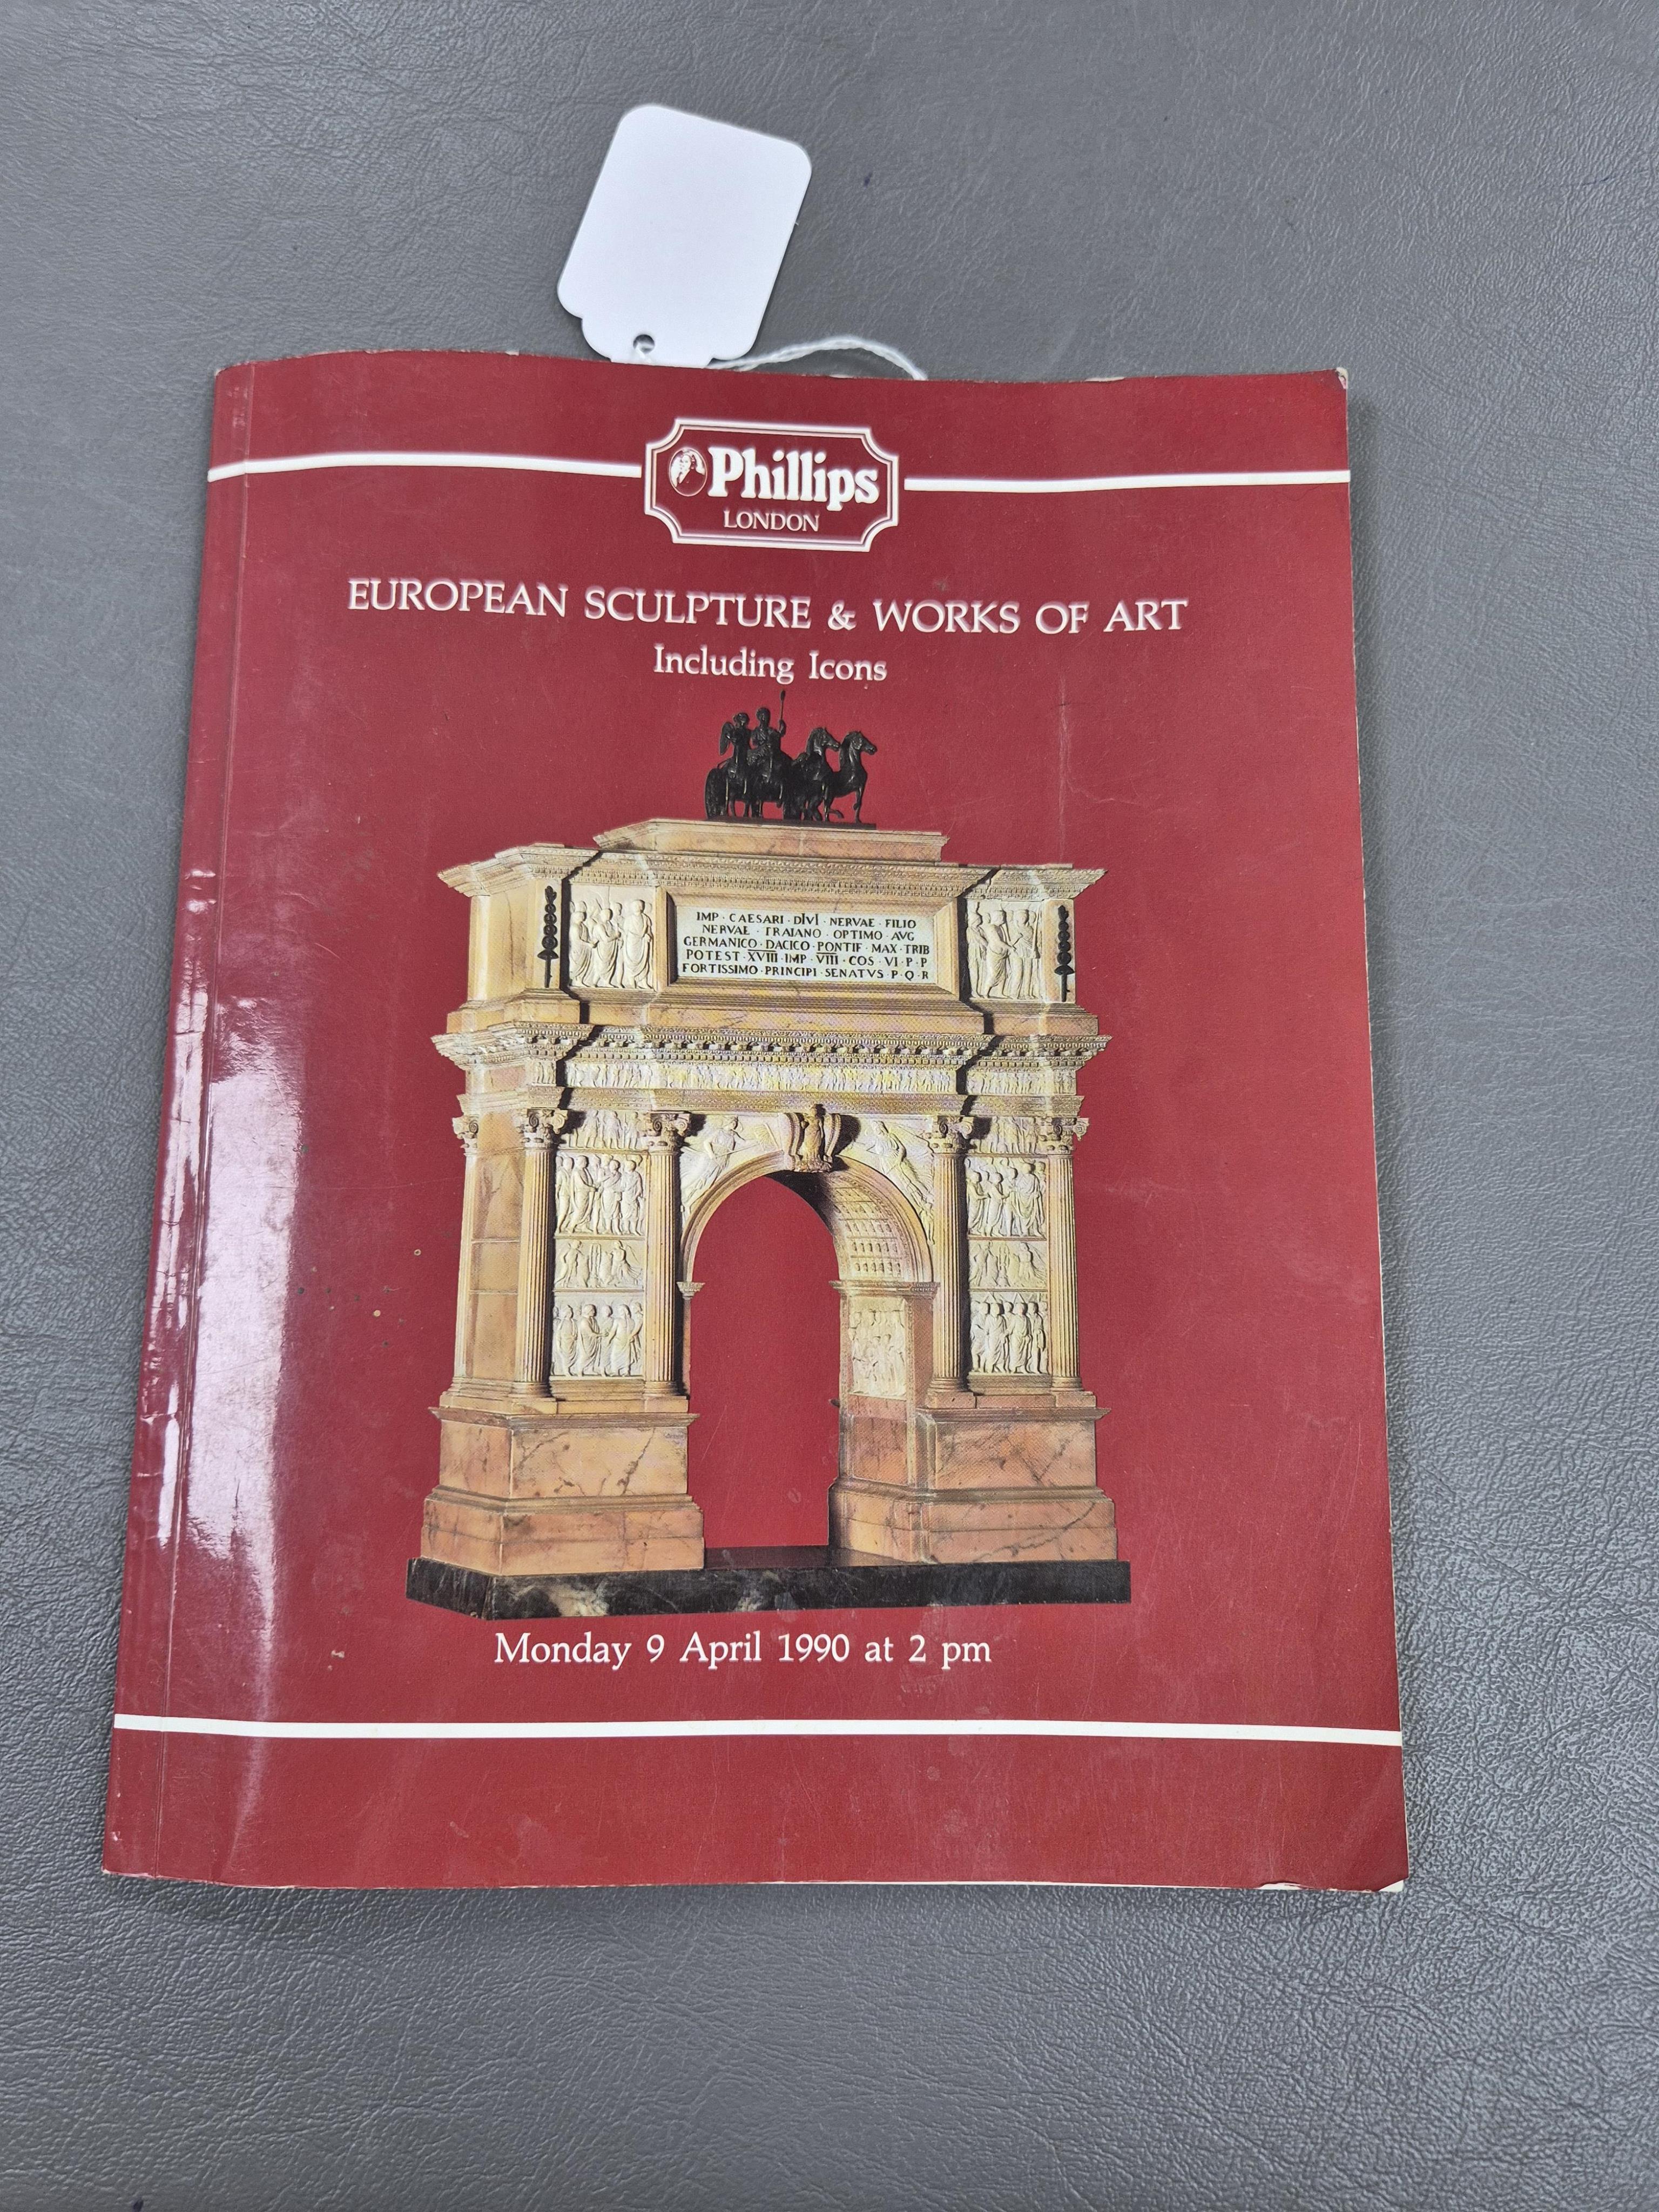 Phillips
LONDON
EUROPEAN SCULPTURE & WORKS OF ART
Including Icons
IMP · CAESARI · DIVI · NERVAE · FILIO
NERVAE · TRAIANO · OPTIMO · AVG
GERMANICO · DACICO · PONTIF · MAX · TRIB
POTEST · XVIII · IMP · VIII · COS · VI · P · P
FORTISSIMO · PRINCIPI · SENATVS · P · Q · R
Monday 9 April 1990 at 2 pm